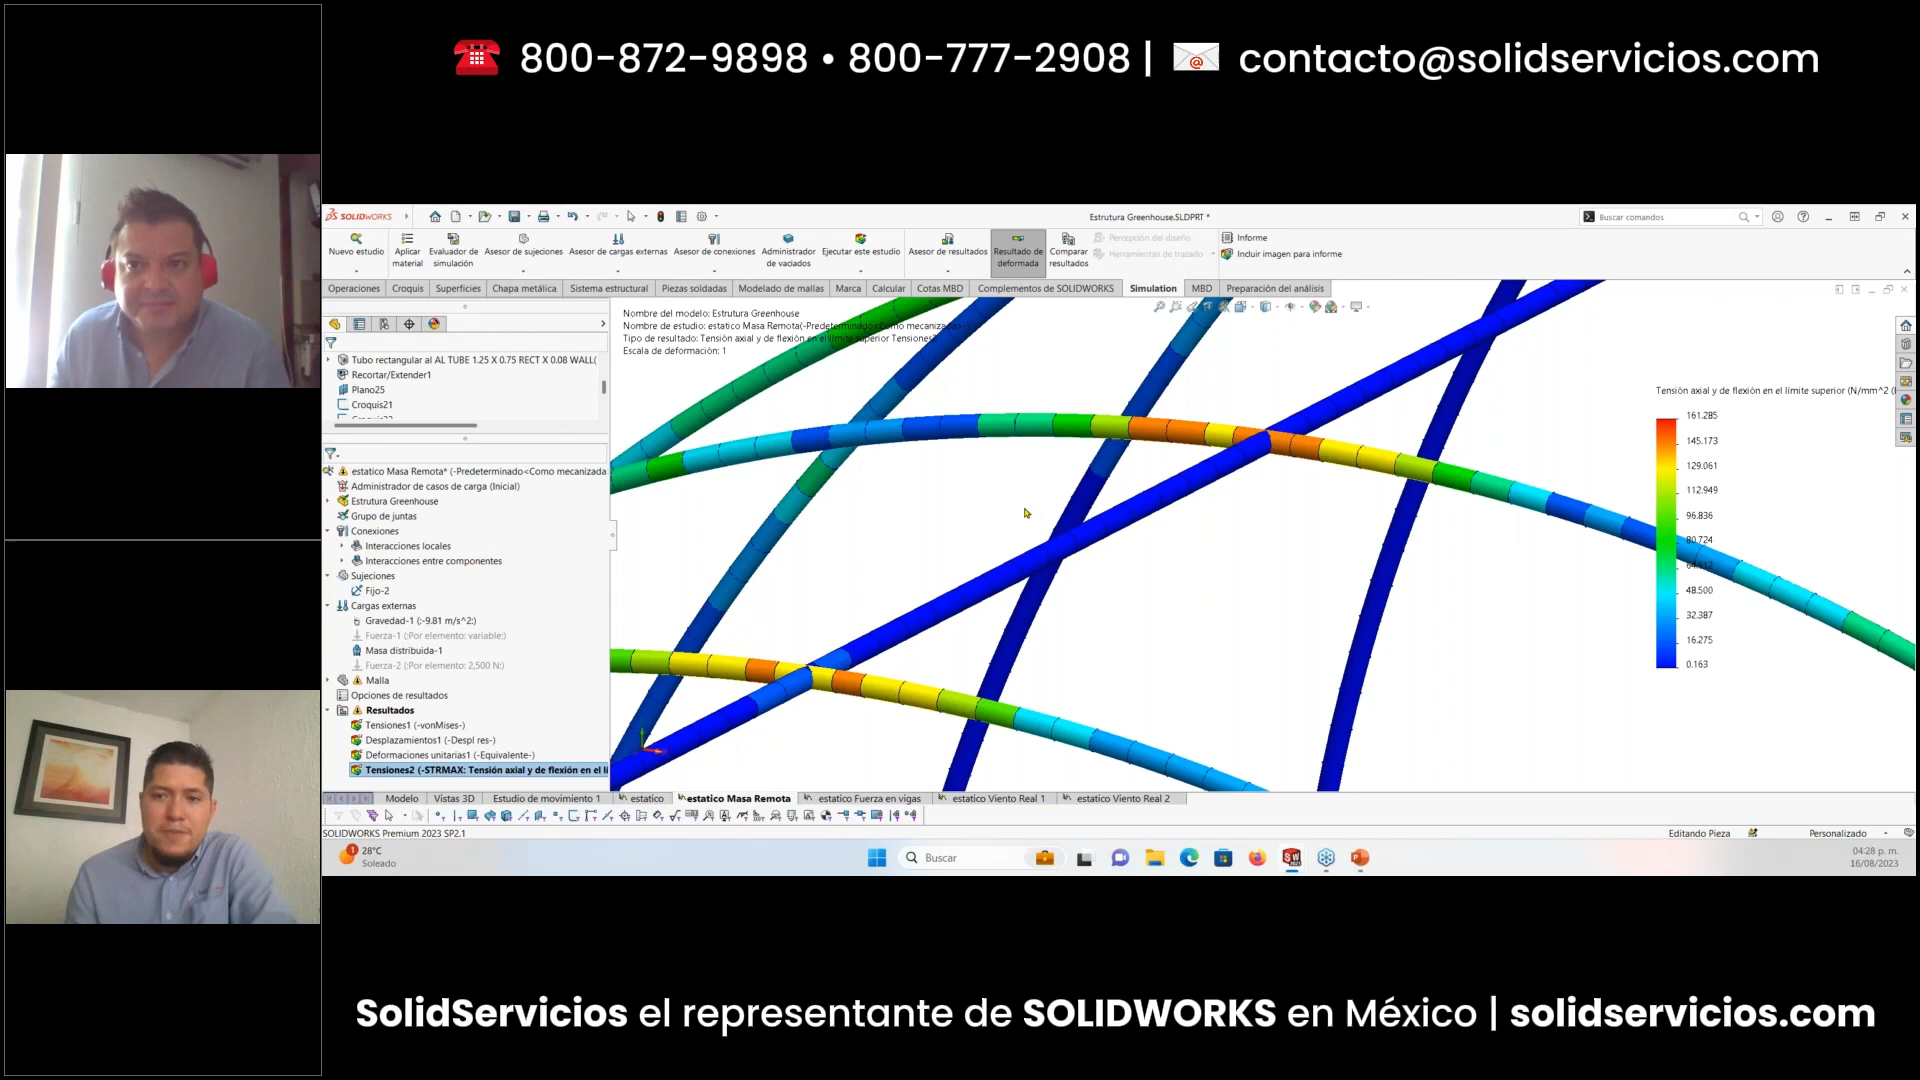 800-872-9898 • 800-777-2908 | contacto@solidservicios.com
SOLIDWORKS
Estrutura Greenhouse.SLDPRT *
Buscar comandos
Nuevo estudio
Aplicar material
Evaluador de simulación
Asesor de sujeciones
Asesor de cargas externas
Asesor de conexiones
Administrador de vaciados
Ejecutar este estudio
Asesor de resultados
Resultado de deformada
Comparar resultados
Percepción del diseño
Herramientas de trazado
Informe
Incluir imagen para informe
Operaciones Croquis Superficies Chapa metálica Sistema estructural Piezas soldadas Modelado de mallas Marca Calcular Cotas MBD Complementos de SOLIDWORKS Simulation MBD Preparación del análisis
Tubo rectangular al AL TUBE 1.25 X 0.75 RECT X 0.08 WALL(
Recortar/Extender1
Plano25
Croquis21
estatico Masa Remota* (-Predeterminado<Como mecanizada
Administrador de casos de carga (Inicial)
Estrutura Greenhouse
Grupo de juntas
Conexiones
Interacciones locales
Interacciones entre componentes
Sujeciones
Fijo-2
Cargas externas
Gravedad-1 (:-9.81 m/s^2:)
Fuerza-1 (:Por elemento: variable:)
Masa distribuida-1
Fuerza-2 (:Por elemento: 2,500 N:)
Malla
Opciones de resultados
Resultados
Tensiones1 (-vonMises-)
Desplazamientos1 (-Despl res-)
Deformaciones unitarias1 (-Equivalente-)
Tensiones2 (-STRMAX: Tensión axial y de flexión en el lí
Nombre del modelo: Estrutura Greenhouse
Nombre de estudio: estatico Masa Remota(-Predeterminado<Como mecanizada>-)
Tipo de resultado: Tensión axial y de flexión en el límite superior Tensiones2
Escala de deformación: 1
Tensión axial y de flexión en el límite superior (N/mm^2 (
161.285
145.173
129.061
112.949
96.836
80.724
64.612
48.500
32.387
16.275
0.163
Modelo Vistas 3D Estudio de movimiento 1 estatico estatico Masa Remota estatico Fuerza en vigas estatico Viento Real 1 estatico Viento Real 2
SOLIDWORKS Premium 2023 SP2.1
Editando Pieza
Personalizado
1
28°C
Soleado
Buscar
04:28 p. m.
16/08/2023
SolidServicios el representante de SOLIDWORKS en México | solidservicios.com